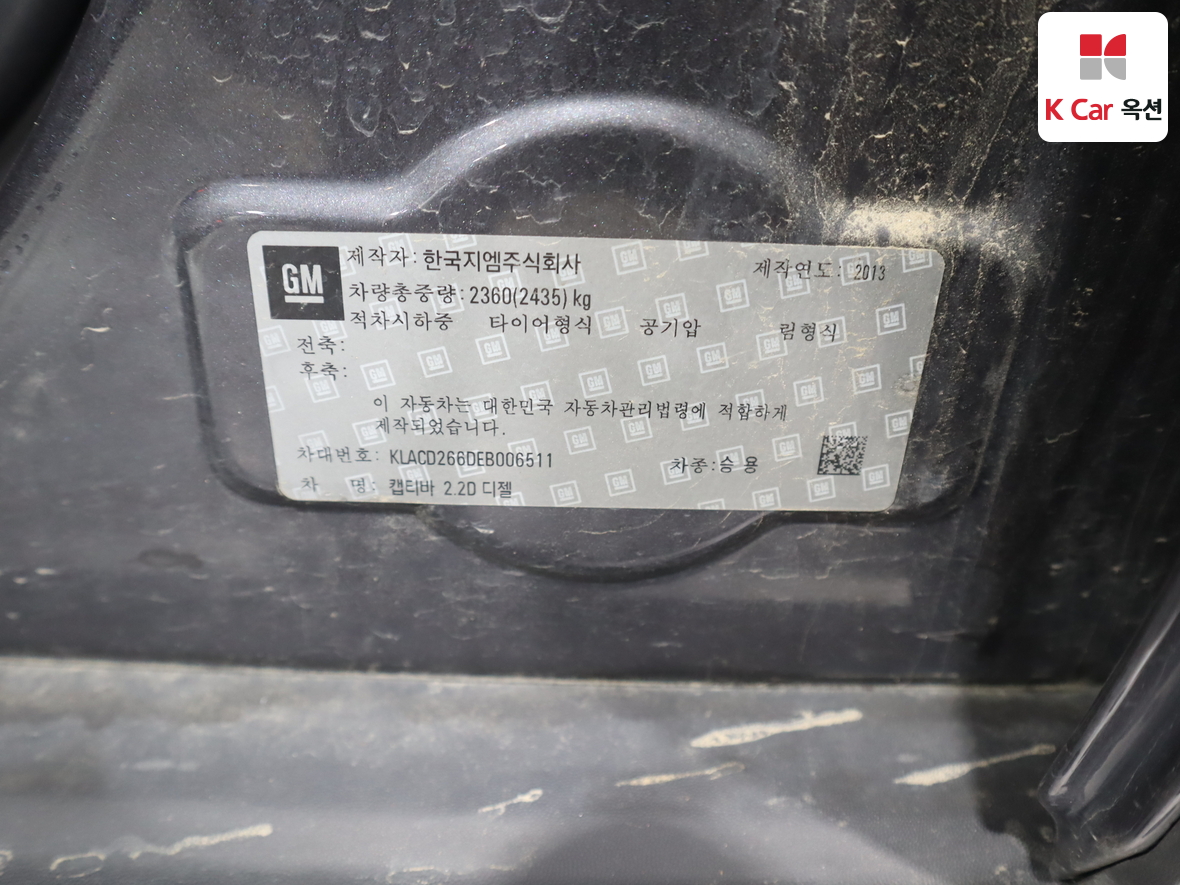 K Car 옥션
GM 제작자: 한국지엠주식회사 제작연도: 2013
차량총중량: 2360(2435) kg
적차시하중 타이어형식 공기압 림형식
전축:
후축:
이 자동차는 대한민국 자동차관리법령에 적합하게
제작되었습니다.
차대번호: KLACD266DEB006511 차종: 승용
차 명: 캡티바 2.2D 디젤